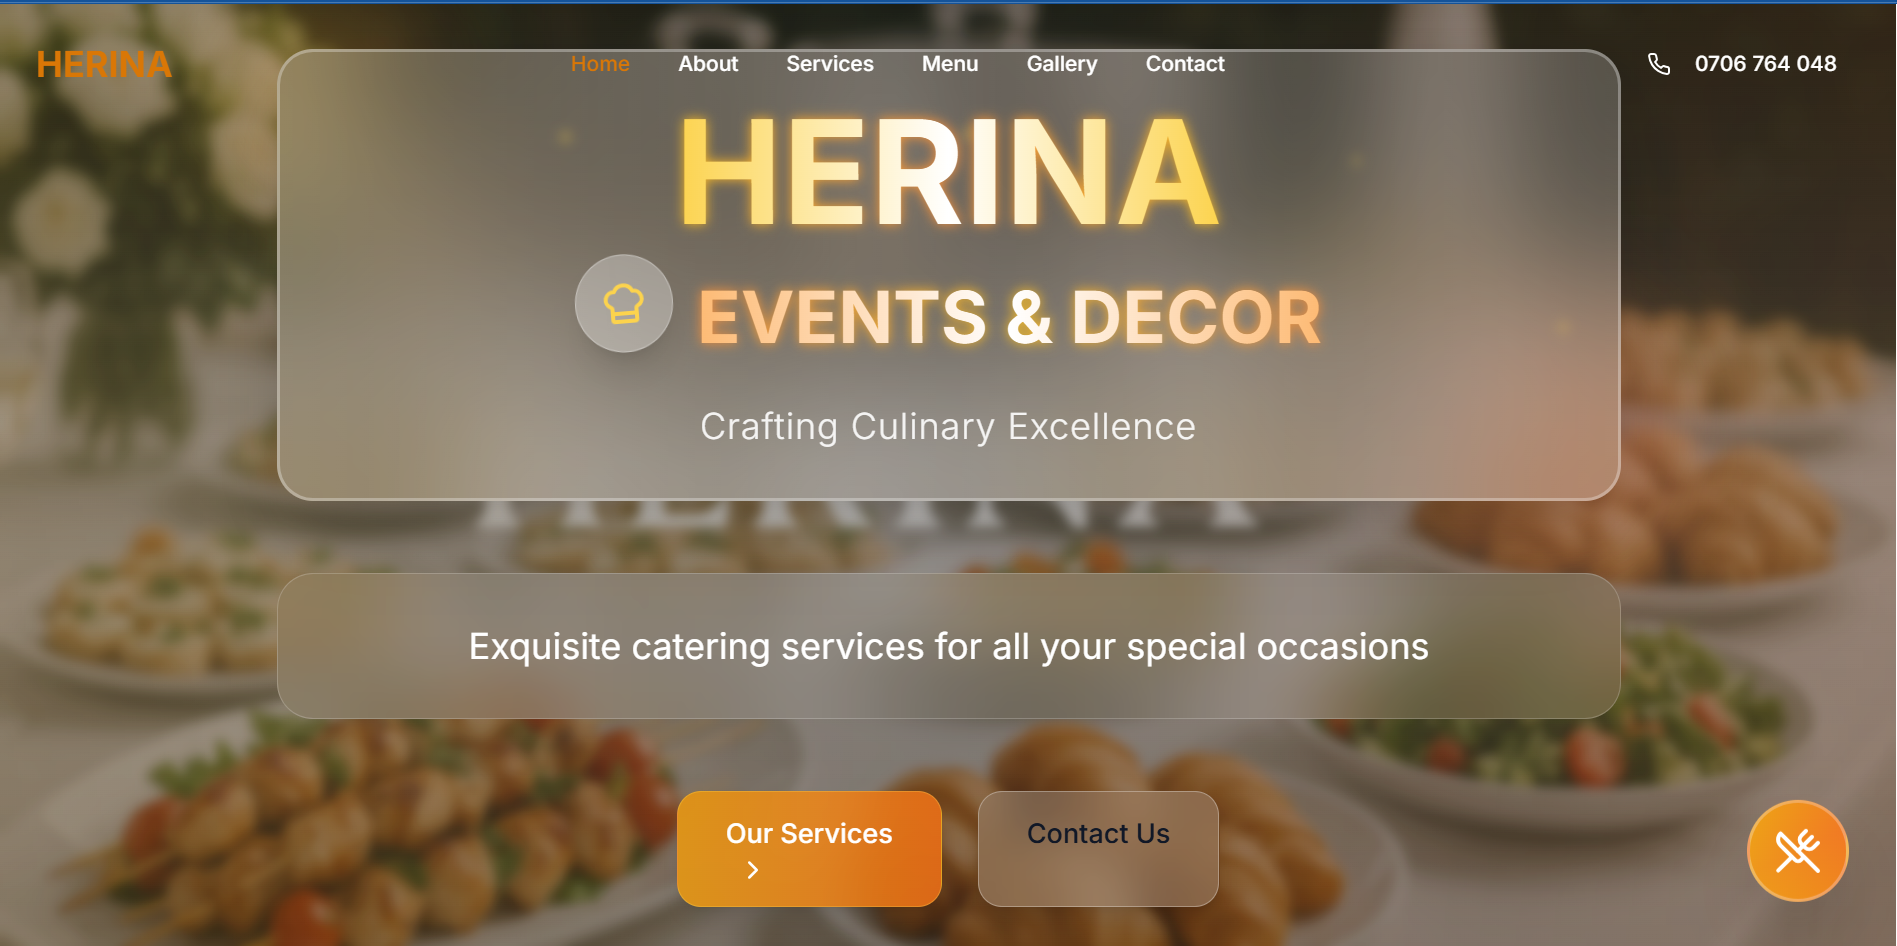 HERINA
Home About Services Menu Gallery Contact
0706 764 048
HERINA
EVENTS & DECOR
Crafting Culinary Excellence
HERINA
Exquisite catering services for all your special occasions
Our Services
Contact Us